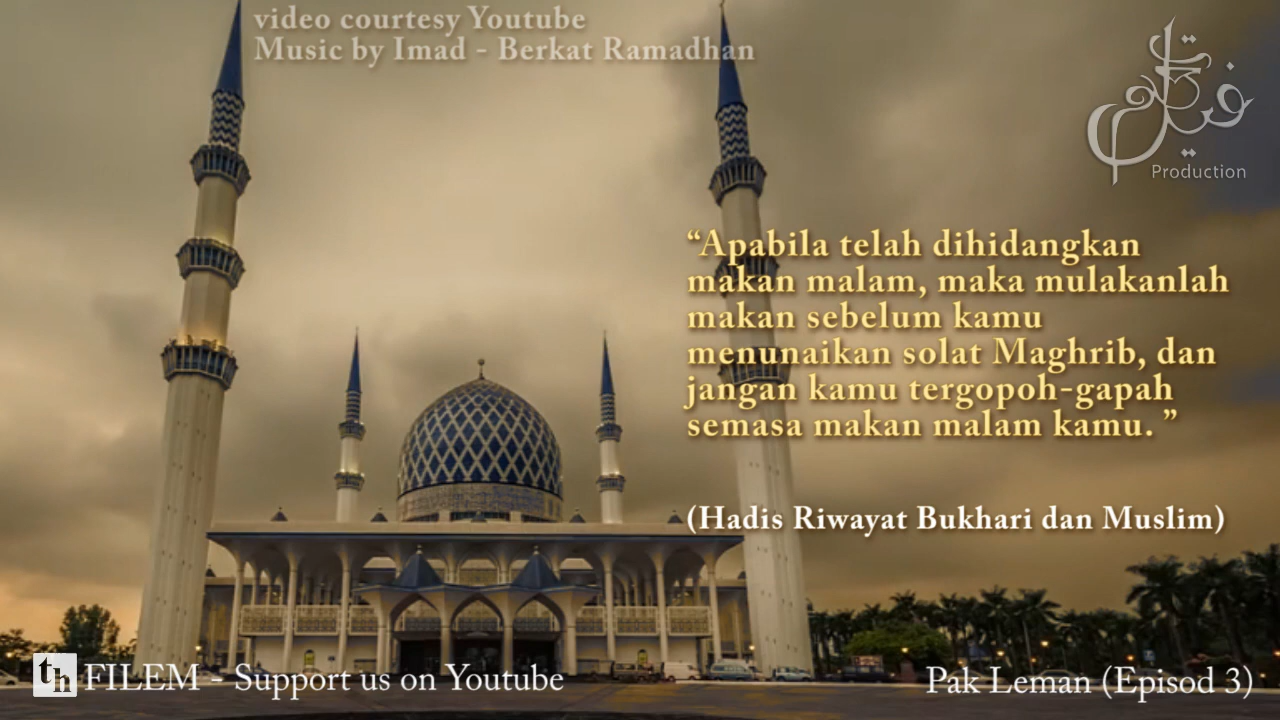 video courtesy Youtube
Music by Imad - Berkat Ramadhan
Production
“Apabila telah dihidangkan
makan malam, maka mulakanlah
makan sebelum kamu
menunaikan solat Maghrib, dan
jangan kamu tergopoh-gapah
semasa makan malam kamu. ”
(Hadis Riwayat Bukhari dan Muslim)
th FILEM - Support us on Youtube
Pak Leman (Episod 3)